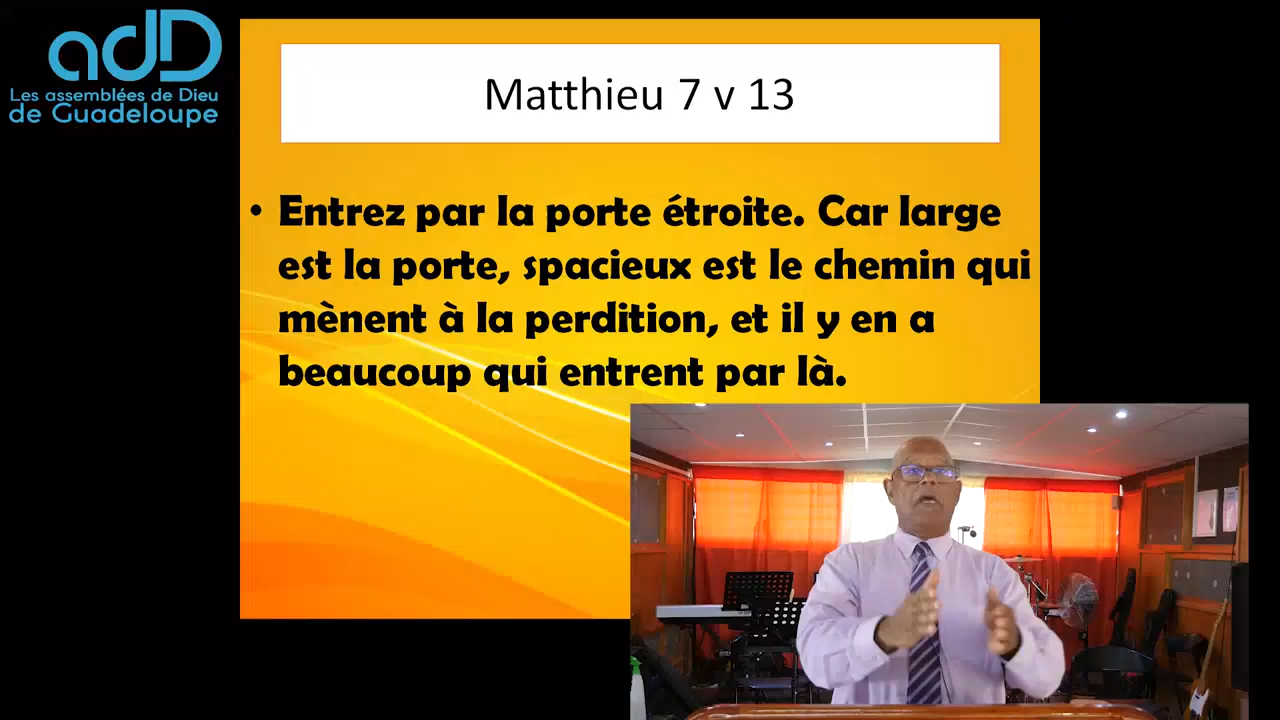 adD
Les assemblées de Dieu
de Guadeloupe
Matthieu 7 v 13
• Entrez par la porte étroite. Car large
est la porte, spacieux est le chemin qui
mènent à la perdition, et il y en a
beaucoup qui entrent par là.